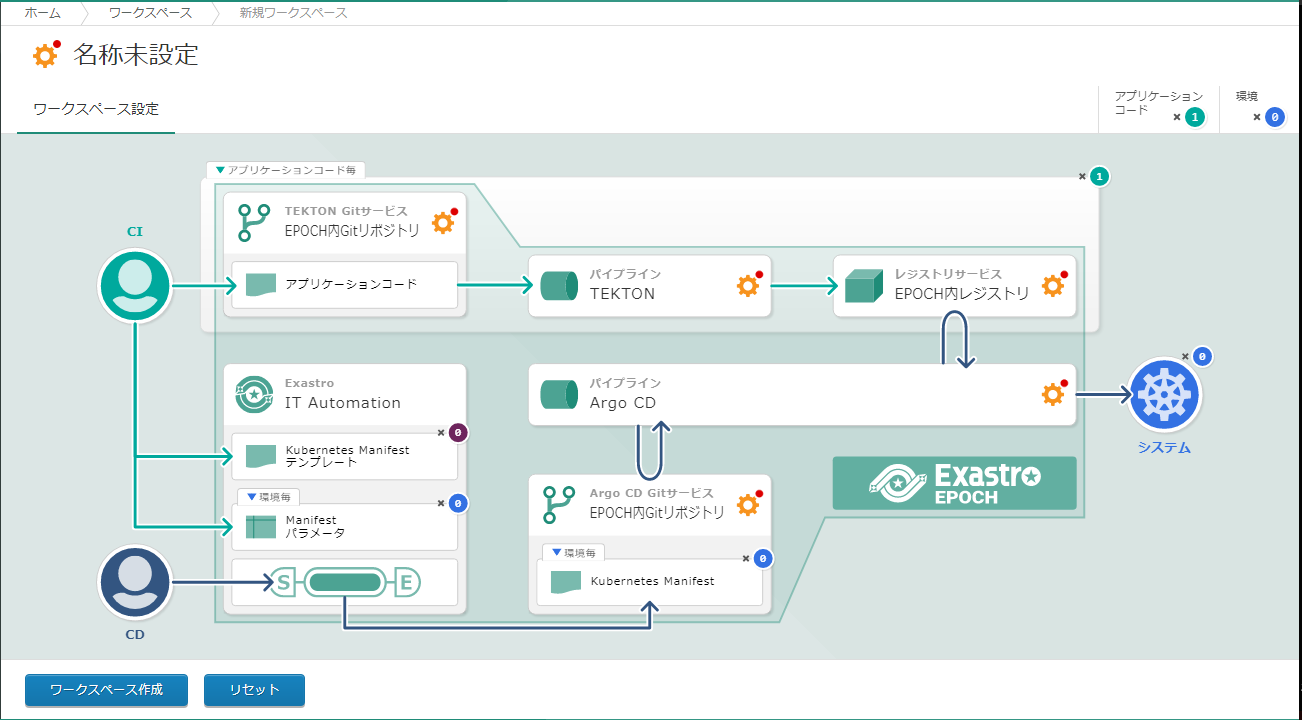 ホーム
ワークスペース
新規ワークスペース
名称未設定
ワークスペース設定
アプリケーション
コード
× 1
環境
× 0
▼アプリケーションコード毎
× 1
TEKTON Gitサービス
EPOCH内Gitリポジトリ
アプリケーションコード
CI
パイプライン
TEKTON
レジストリサービス
EPOCH内レジストリ
Exastro
IT Automation
× 0
Kubernetes Manifest
テンプレート
▼環境毎
× 0
Manifest
パラメータ
S
E
CD
パイプライン
Argo CD
× 0
システム
Argo CD Gitサービス
EPOCH内Gitリポジトリ
▼環境毎
× 0
Kubernetes Manifest
Exastro
EPOCH
ワークスペース作成
リセット